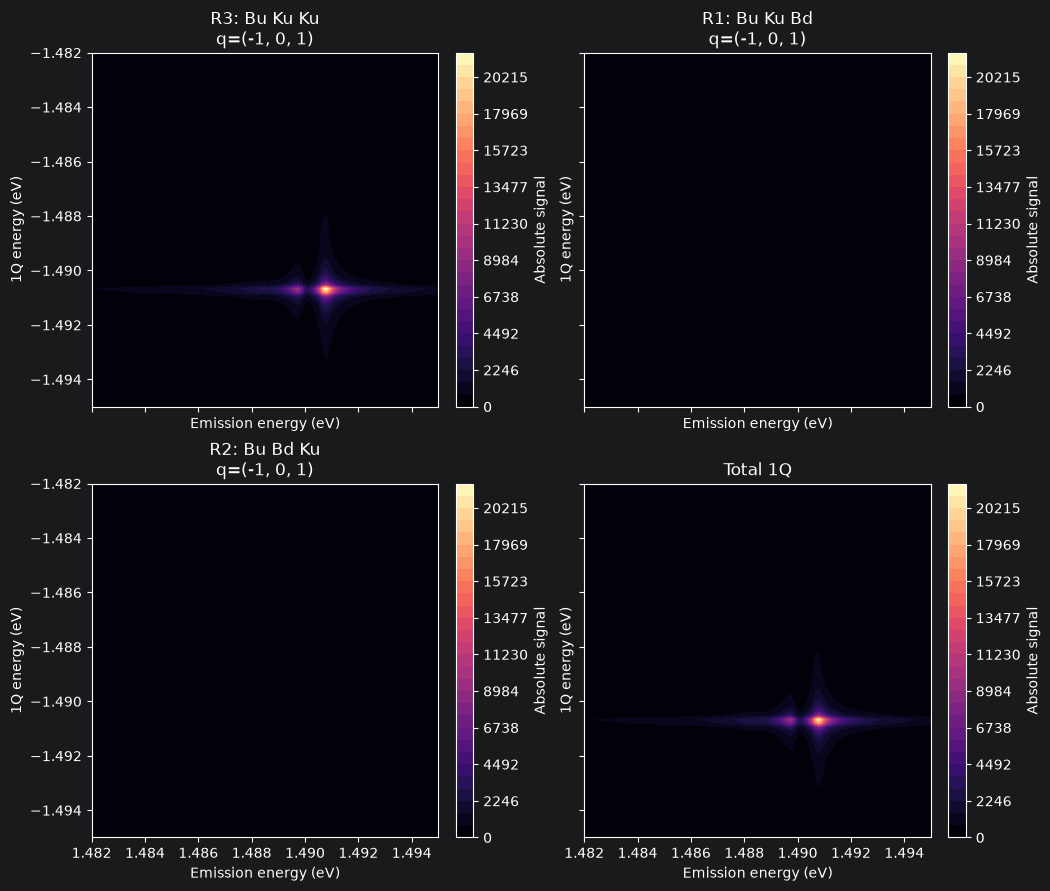 R3: Bu Ku Ku
q=(-1, 0, 1)
−1.482
−1.484
−1.486
−1.488
−1.490
−1.492
−1.494
1Q energy (eV)
Emission energy (eV)
20215
17969
15723
13477
11230
8984
6738
4492
2246
0
Absolute signal
R1: Bu Ku Bd
q=(-1, 0, 1)
1Q energy (eV)
Emission energy (eV)
20215
17969
15723
13477
11230
8984
6738
4492
2246
0
Absolute signal
R2: Bu Bd Ku
q=(-1, 0, 1)
−1.482
−1.484
−1.486
−1.488
−1.490
−1.492
−1.494
1Q energy (eV)
1.482 1.484 1.486 1.488 1.490 1.492 1.494
Emission energy (eV)
20215
17969
15723
13477
11230
8984
6738
4492
2246
0
Absolute signal
Total 1Q
1Q energy (eV)
1.482 1.484 1.486 1.488 1.490 1.492 1.494
Emission energy (eV)
20215
17969
15723
13477
11230
8984
6738
4492
2246
0
Absolute signal